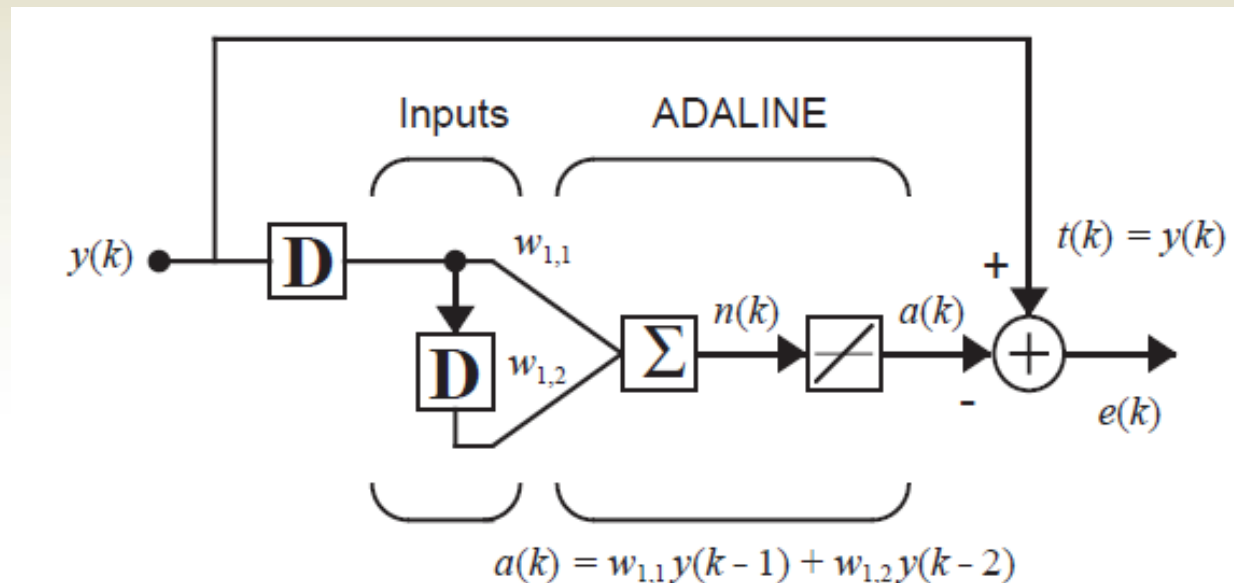 Inputs ADALINE
y(k) D w1,1 t(k) = y(k)
+
n(k) a(k)
D w1,2 Σ +
-
e(k)
a(k) = w1,1 y(k - 1) + w1,2 y(k - 2)